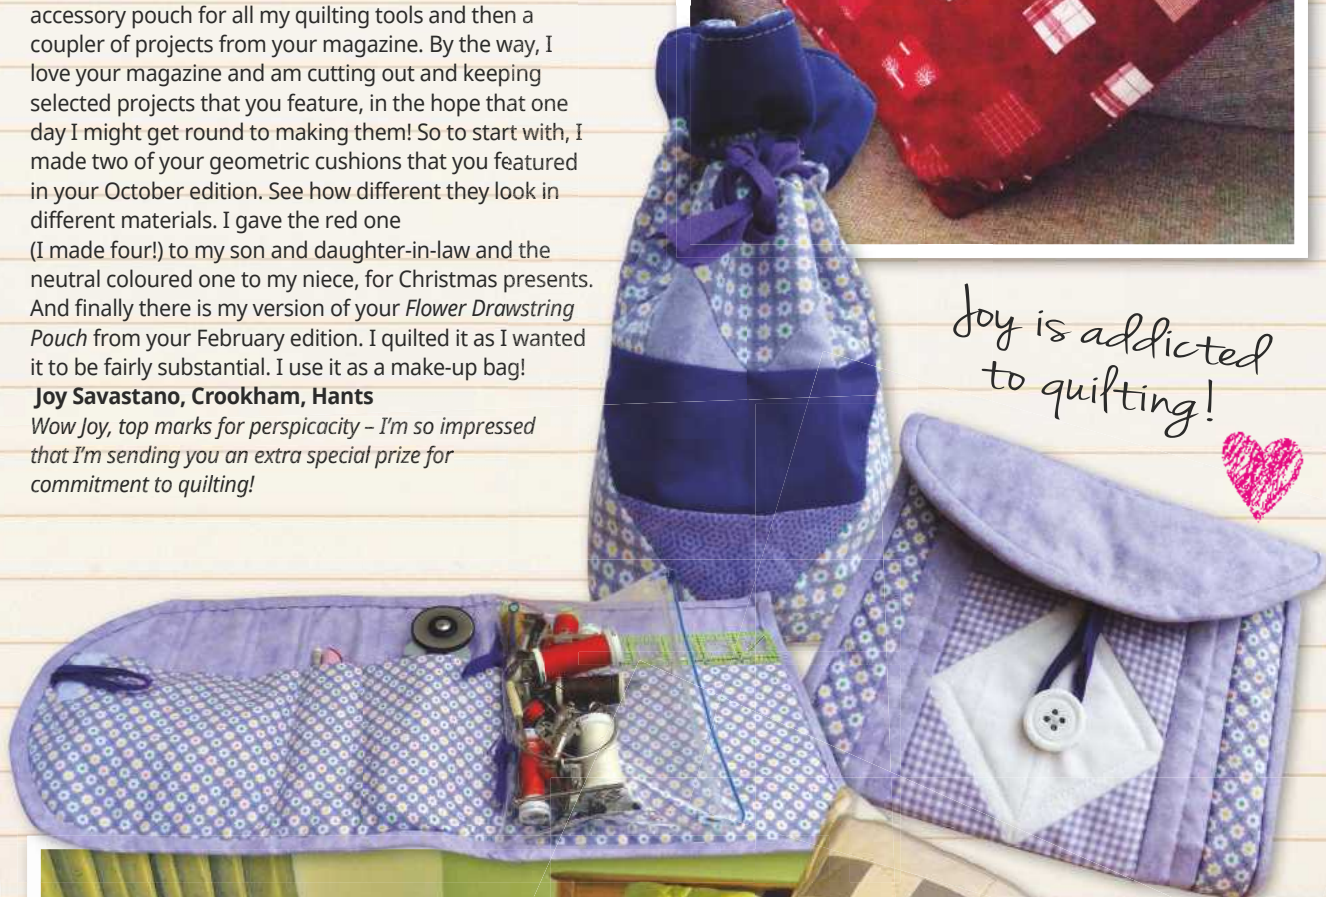 accessory pouch for all my quilting tools and then a
coupler of projects from your magazine. By the way, I
love your magazine and am cutting out and keeping
selected projects that you feature, in the hope that one
day I might get round to making them! So to start with, I
made two of your geometric cushions that you featured
in your October edition. See how different they look in
different materials. I gave the red one
(I made four!) to my son and daughter-in-law and the
neutral coloured one to my niece, for Christmas presents.
And finally there is my version of your Flower Drawstring
Pouch from your February edition. I quilted it as I wanted
it to be fairly substantial. I use it as a make-up bag!
Joy Savastano, Crookham, Hants
Wow Joy, top marks for perspicacity – I'm so impressed
that I'm sending you an extra special prize for
commitment to quilting!
Joy is addicted
to quilting!